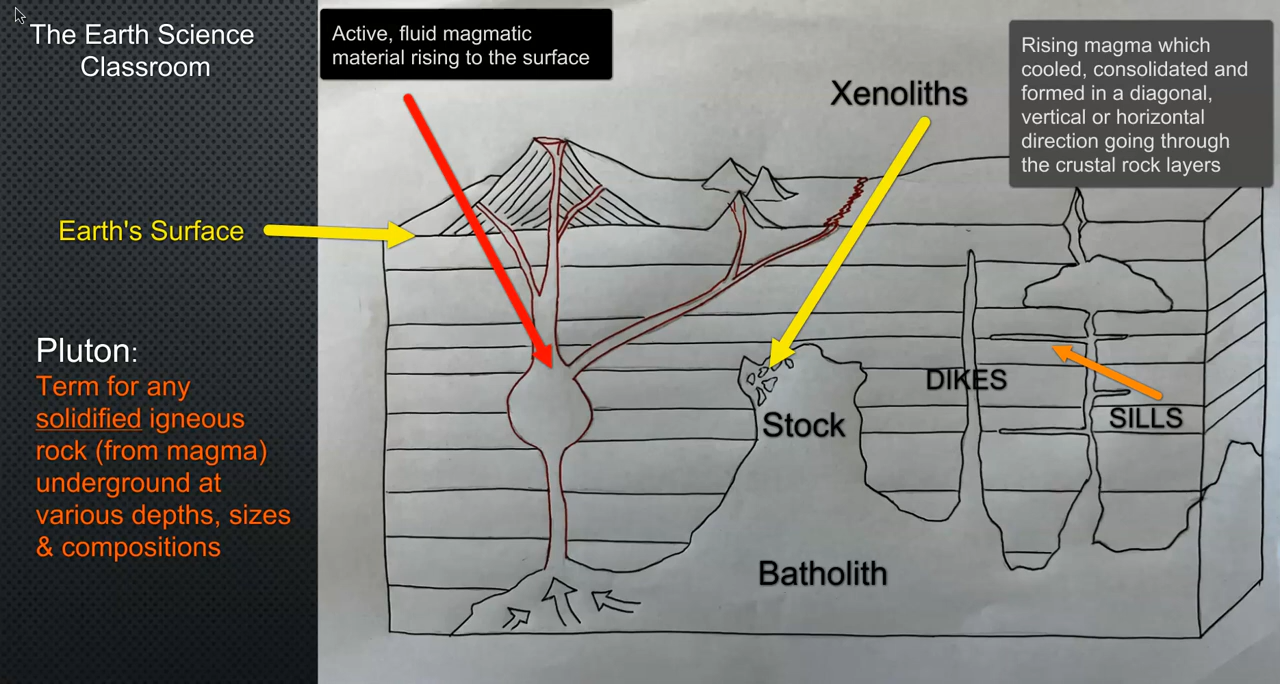 The Earth Science
Classroom
Active, fluid magmatic
material rising to the surface
Xenoliths
Rising magma which
cooled, consolidated and
formed in a diagonal,
vertical or horizontal
direction going through
the crustal rock layers
Earth's Surface
Pluton:
Term for any
solidified igneous
rock (from magma)
underground at
various depths, sizes
& compositions
DIKES
SILLS
Stock
Batholith